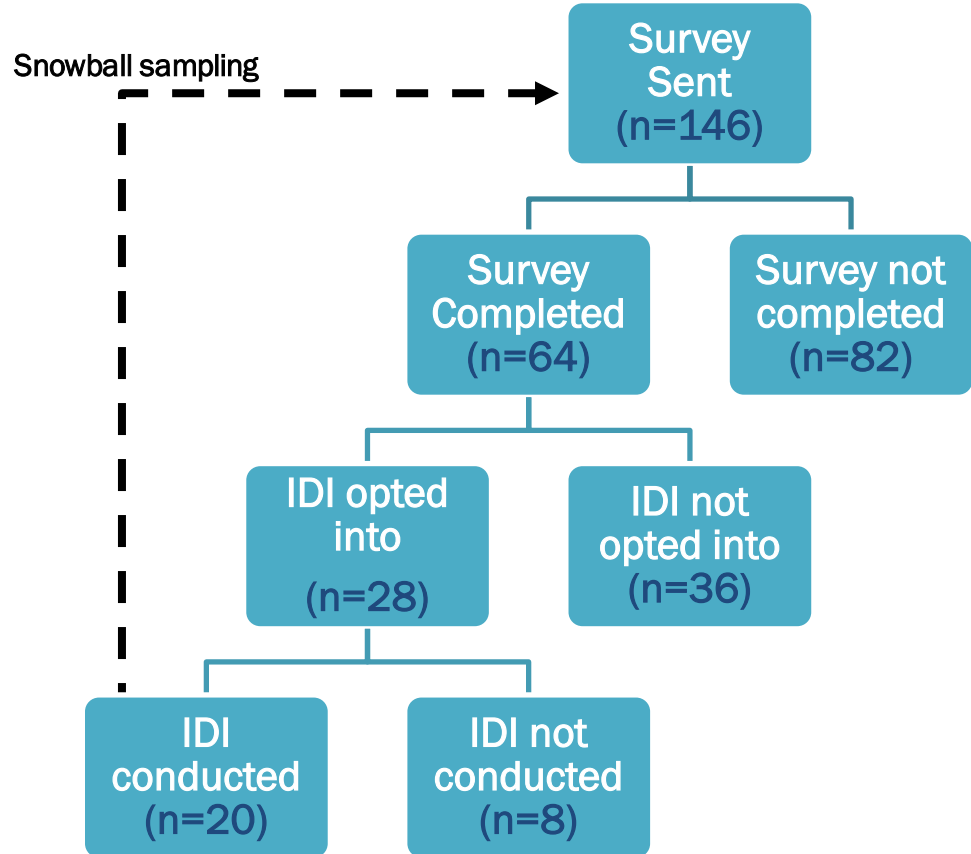 Snowball sampling
Survey
Sent
(n=146)
Survey
Completed
(n=64)
Survey not
completed
(n=82)
IDI opted
into
(n=28)
IDI not
opted into
(n=36)
IDI
conducted
(n=20)
IDI not
conducted
(n=8)